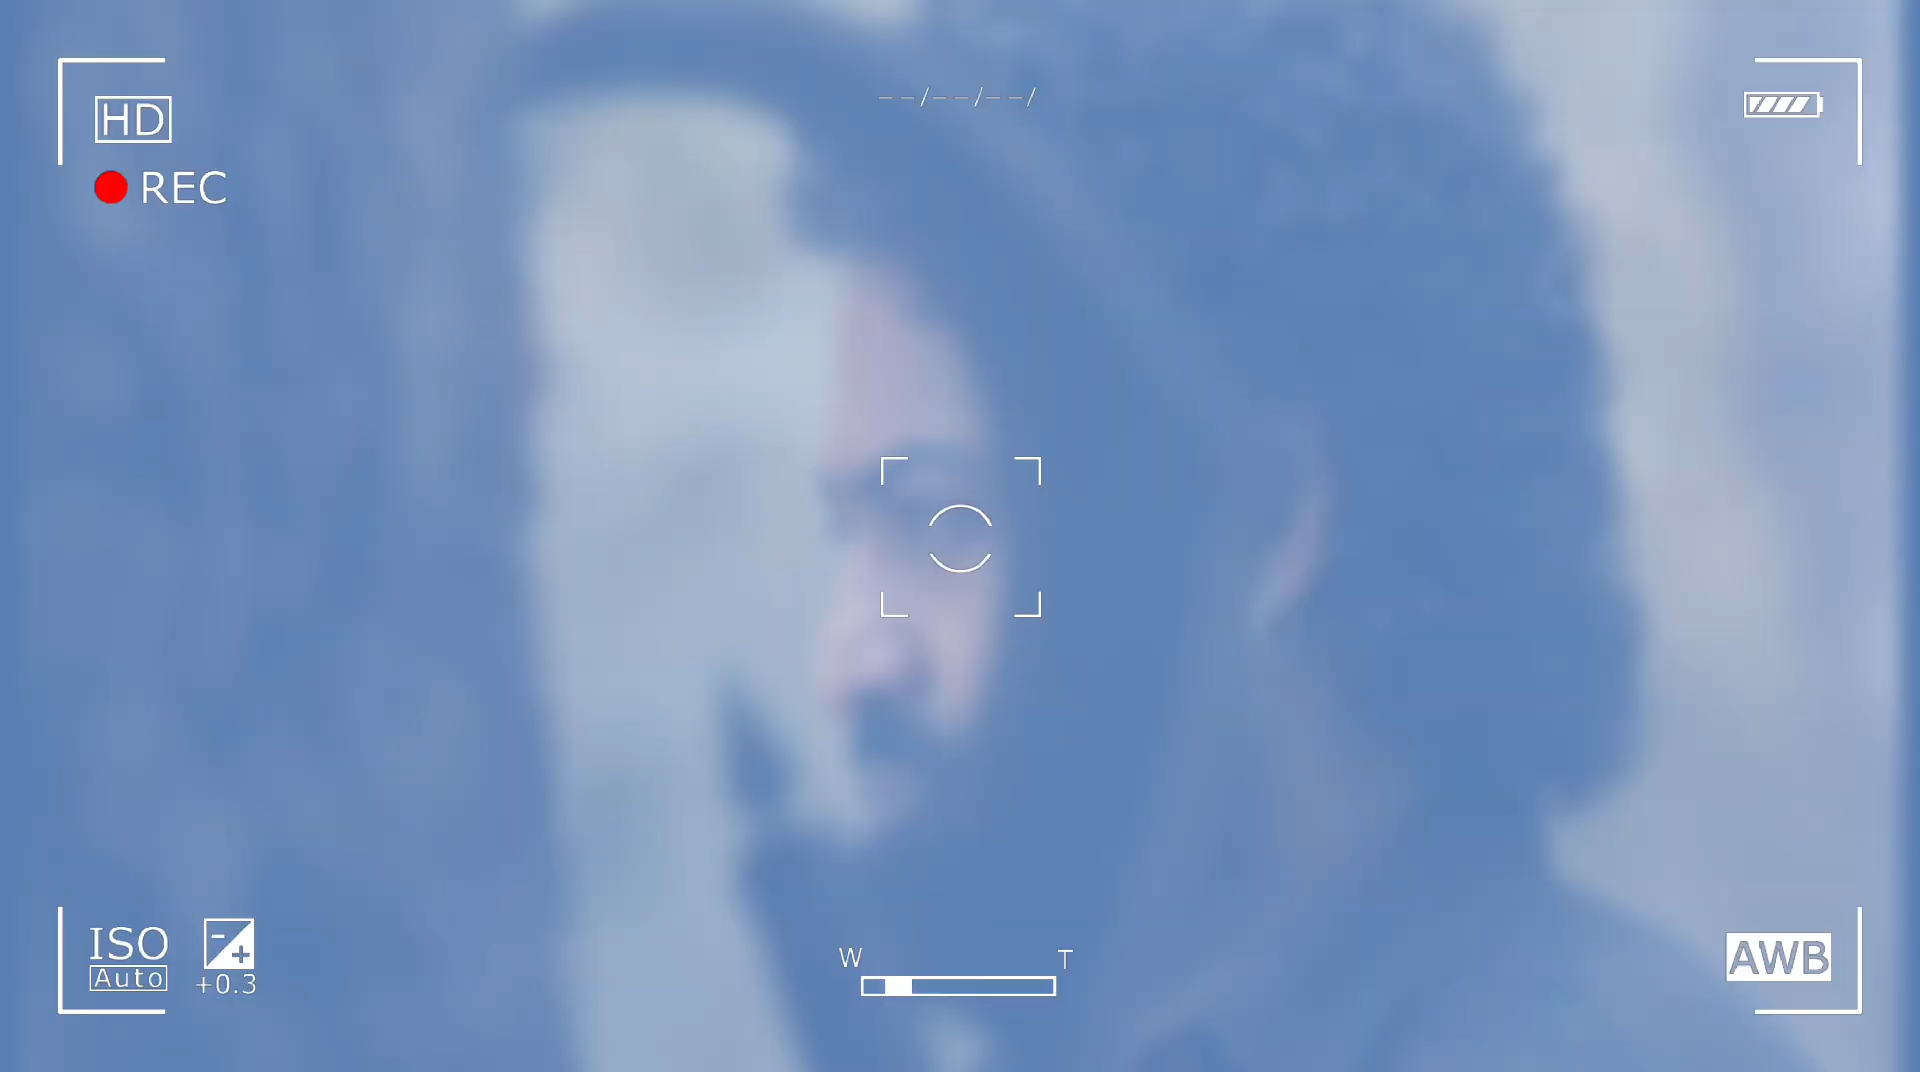 --/--/--/
HD
REC
ISO
Auto
- +
+0.3
W T
AWB